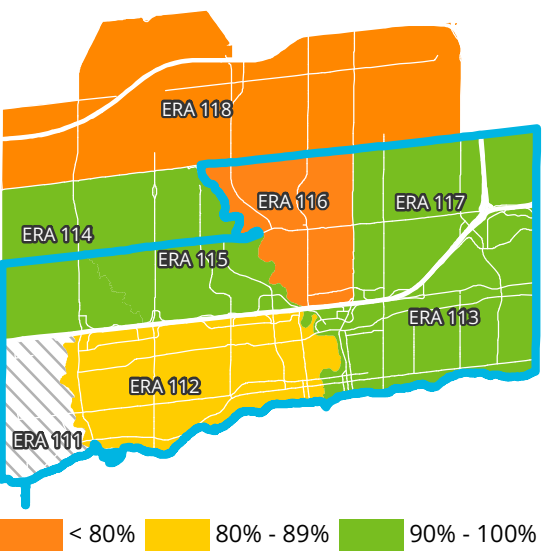 ERA 118
ERA 116
ERA 117
ERA 114
ERA 115
ERA 113
ERA 112
ERA 111
< 80%
80% - 89%
90% - 100%